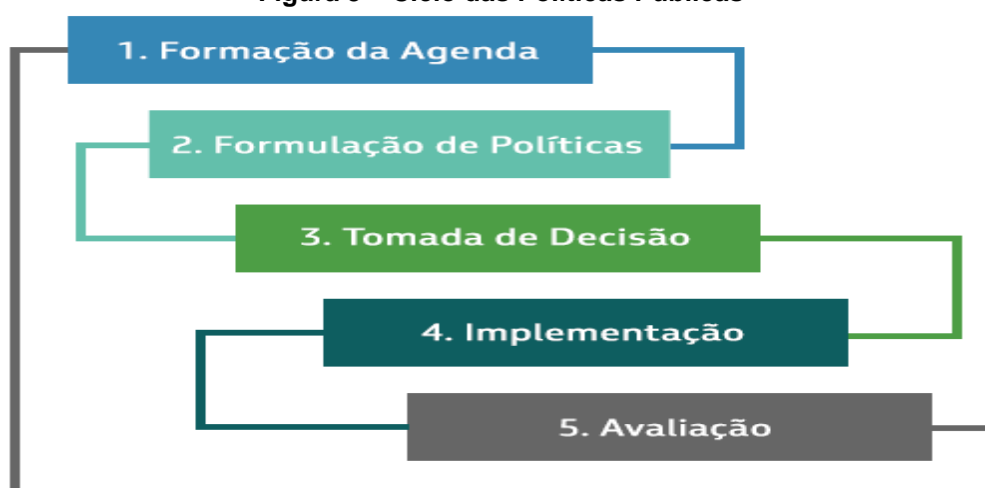 1. Formação da Agenda
2. Formulação de Políticas
3. Tomada de Decisão
4. Implementação
5. Avaliação